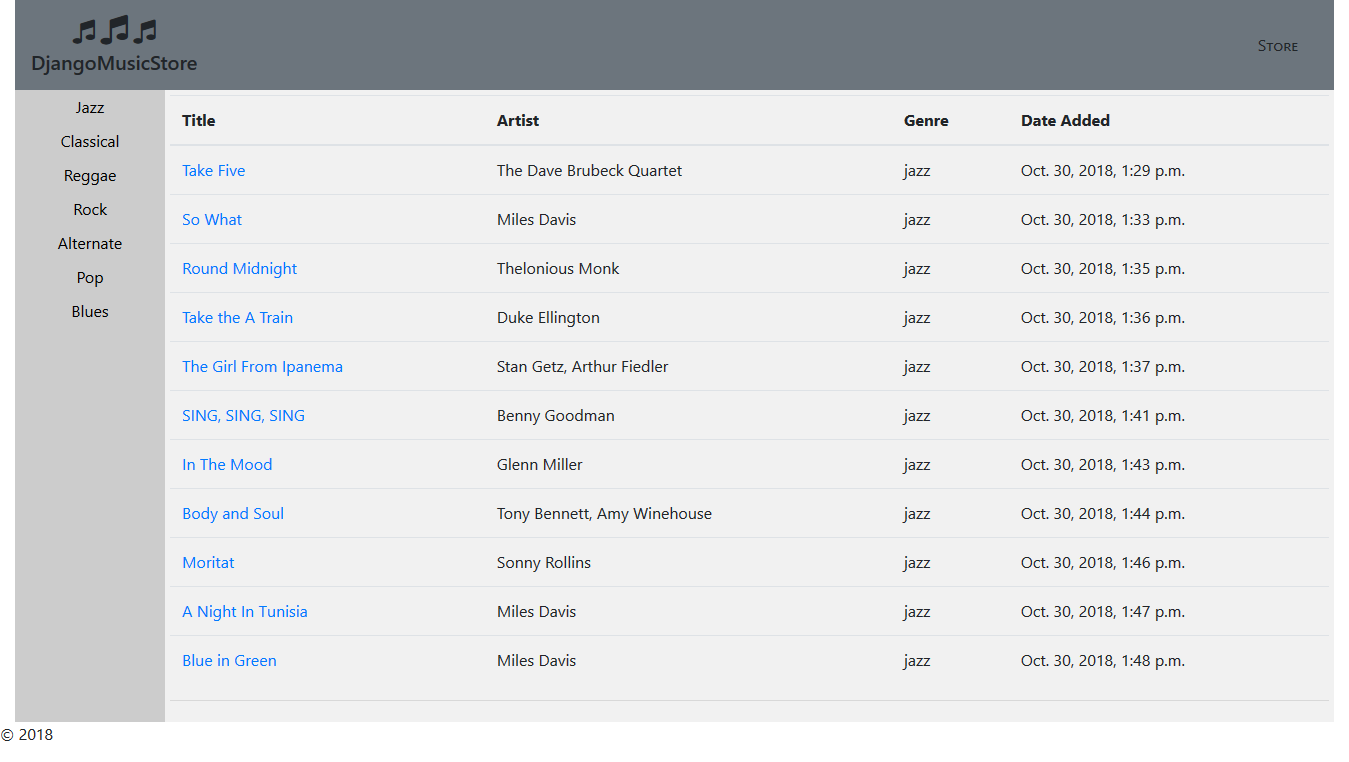 DjangoMusicStore
Store
Jazz
Classical
Reggae
Rock
Alternate
Pop
Blues
Title Artist Genre Date Added
Take Five The Dave Brubeck Quartet jazz Oct. 30, 2018, 1:29 p.m.
So What Miles Davis jazz Oct. 30, 2018, 1:33 p.m.
Round Midnight Thelonious Monk jazz Oct. 30, 2018, 1:35 p.m.
Take the A Train Duke Ellington jazz Oct. 30, 2018, 1:36 p.m.
The Girl From Ipanema Stan Getz, Arthur Fiedler jazz Oct. 30, 2018, 1:37 p.m.
SING, SING, SING Benny Goodman jazz Oct. 30, 2018, 1:41 p.m.
In The Mood Glenn Miller jazz Oct. 30, 2018, 1:43 p.m.
Body and Soul Tony Bennett, Amy Winehouse jazz Oct. 30, 2018, 1:44 p.m.
Moritat Sonny Rollins jazz Oct. 30, 2018, 1:46 p.m.
A Night In Tunisia Miles Davis jazz Oct. 30, 2018, 1:47 p.m.
Blue in Green Miles Davis jazz Oct. 30, 2018, 1:48 p.m.
© 2018